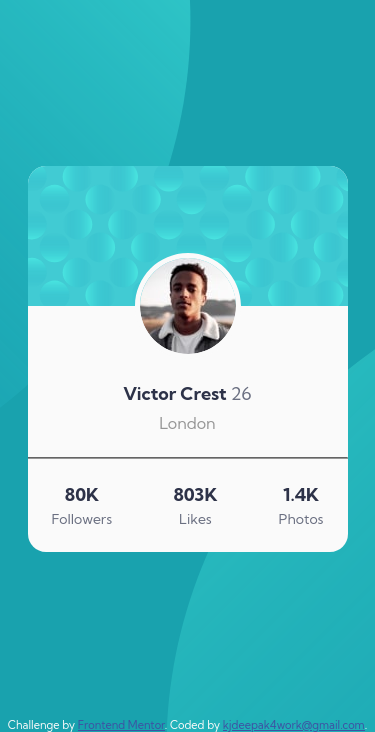 Victor Crest 26
London
80K 803K 1.4K
Followers Likes Photos
Challenge by Frontend Mentor Coded by kjdeepak4work@gmail.com